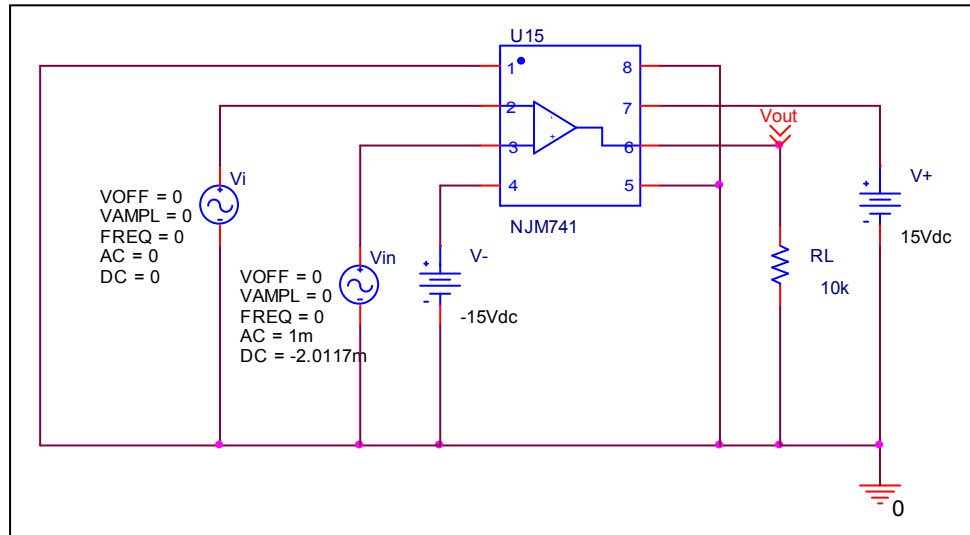 U15
1
8
2
7
3
6
4
5
-
+
NJM741
Vout
Vi
+
-
VOFF = 0
VAMPL = 0
FREQ = 0
AC = 0
DC = 0
Vin
+
-
VOFF = 0
VAMPL = 0
FREQ = 0
AC = 1m
DC = -2.0117m
V-
+
-
-15Vdc
RL
10k
V+
+
-
15Vdc
0